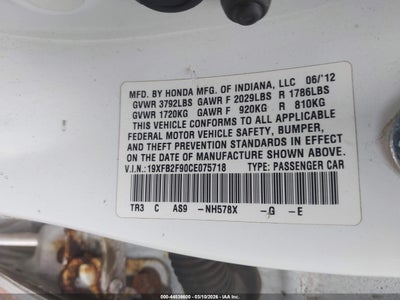 MFD. BY HONDA MFG. OF INDIANA, LLC 06/'12
GVWR 3792LBS GAWR F 2029LBS R 1786LBS
GVWR 1720KG GAWR F 920KG R 810KG
THIS VEHICLE CONFORMS TO ALL APPLICABLE
FEDERAL MOTOR VEHICLE SAFETY, BUMPER,
AND THEFT PREVENTION STANDARDS IN EFFECT
ON THE DATE OF MANUFACTURE SHOWN ABOVE.
V.I.N.: 19XFB2F90CE075718 TYPE: PASSENGER CAR
TR3 C AS9 -NH578X -G -E
000-44636600 - 03/10/2026 - IAA Inc.